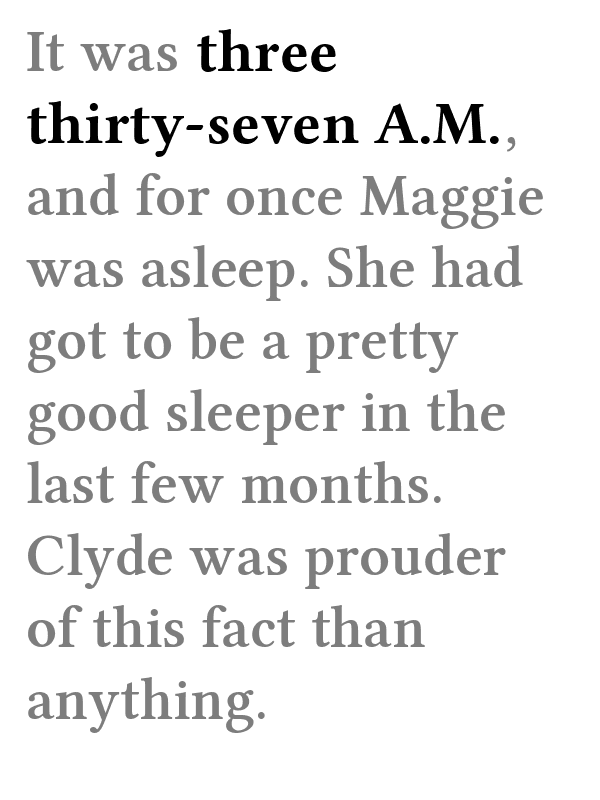 It was three
thirty-seven A.M.,
and for once Maggie
was asleep. She had
got to be a pretty
good sleeper in the
last few months.
Clyde was prouder
of this fact than
anything.